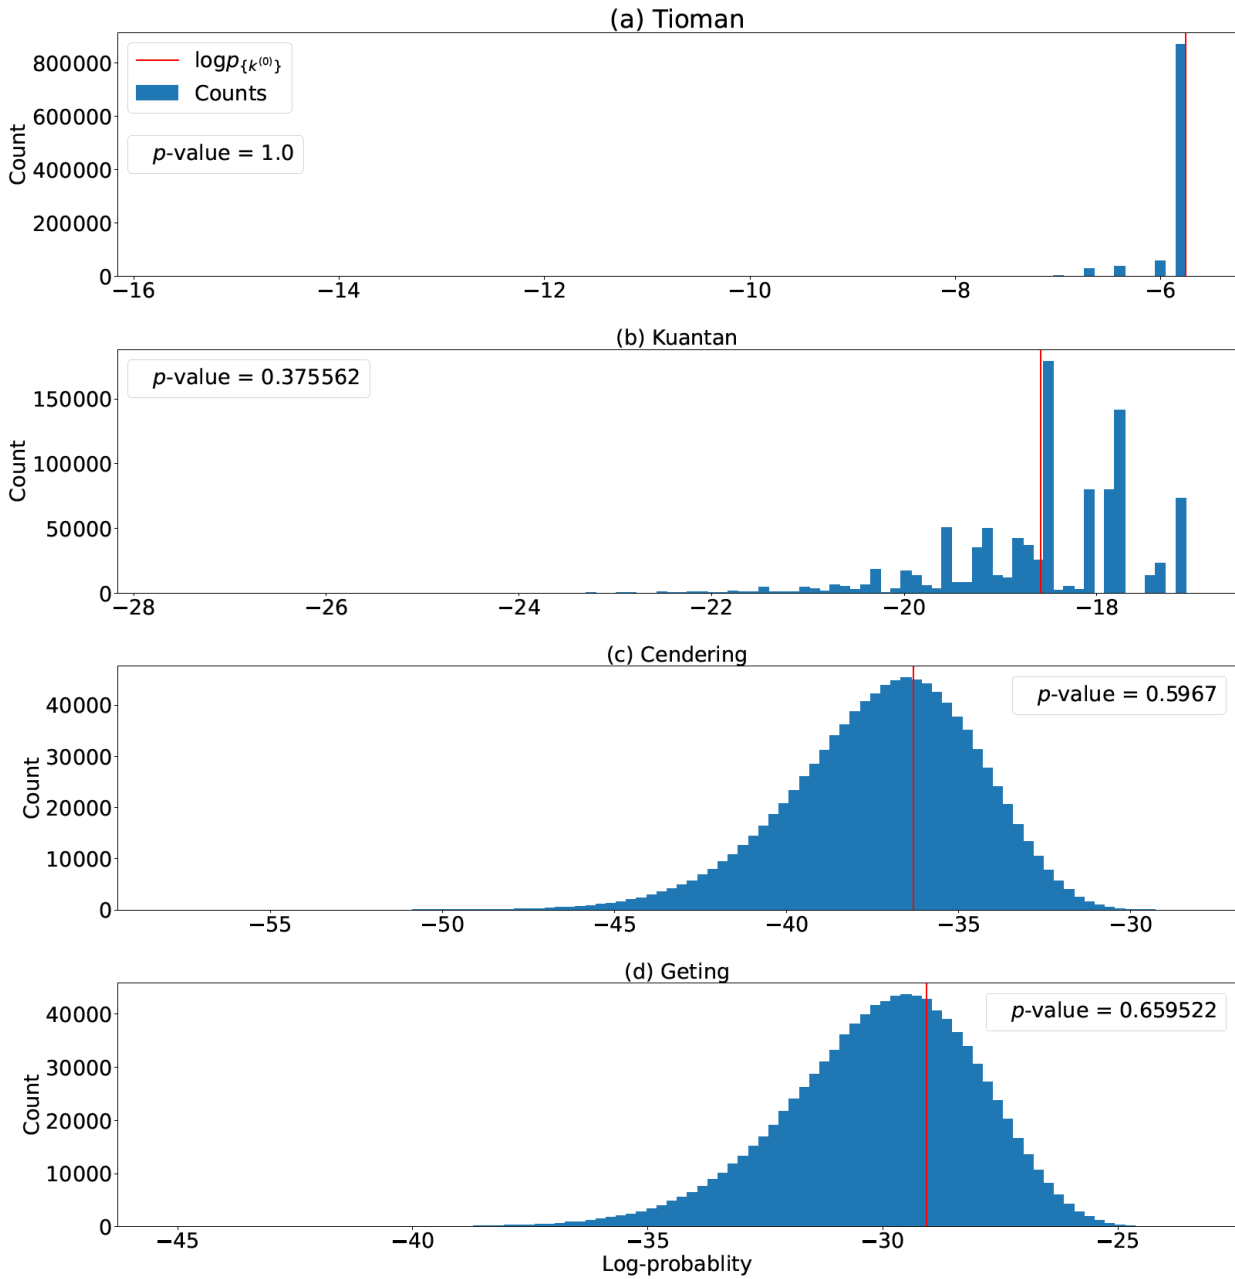 (a) Tioman
logp_{k^(0)}
Counts
p-value = 1.0
Count
800000
600000
400000
200000
0
−16 −14 −12 −10 −8 −6
(b) Kuantan
p-value = 0.375562
Count
150000
100000
50000
0
−28 −26 −24 −22 −20 −18
(c) Cendering
p-value = 0.5967
Count
40000
30000
20000
10000
0
−55 −50 −45 −40 −35 −30
(d) Geting
p-value = 0.659522
Count
40000
30000
20000
10000
0
−45 −40 −35 −30 −25
Log-probablity